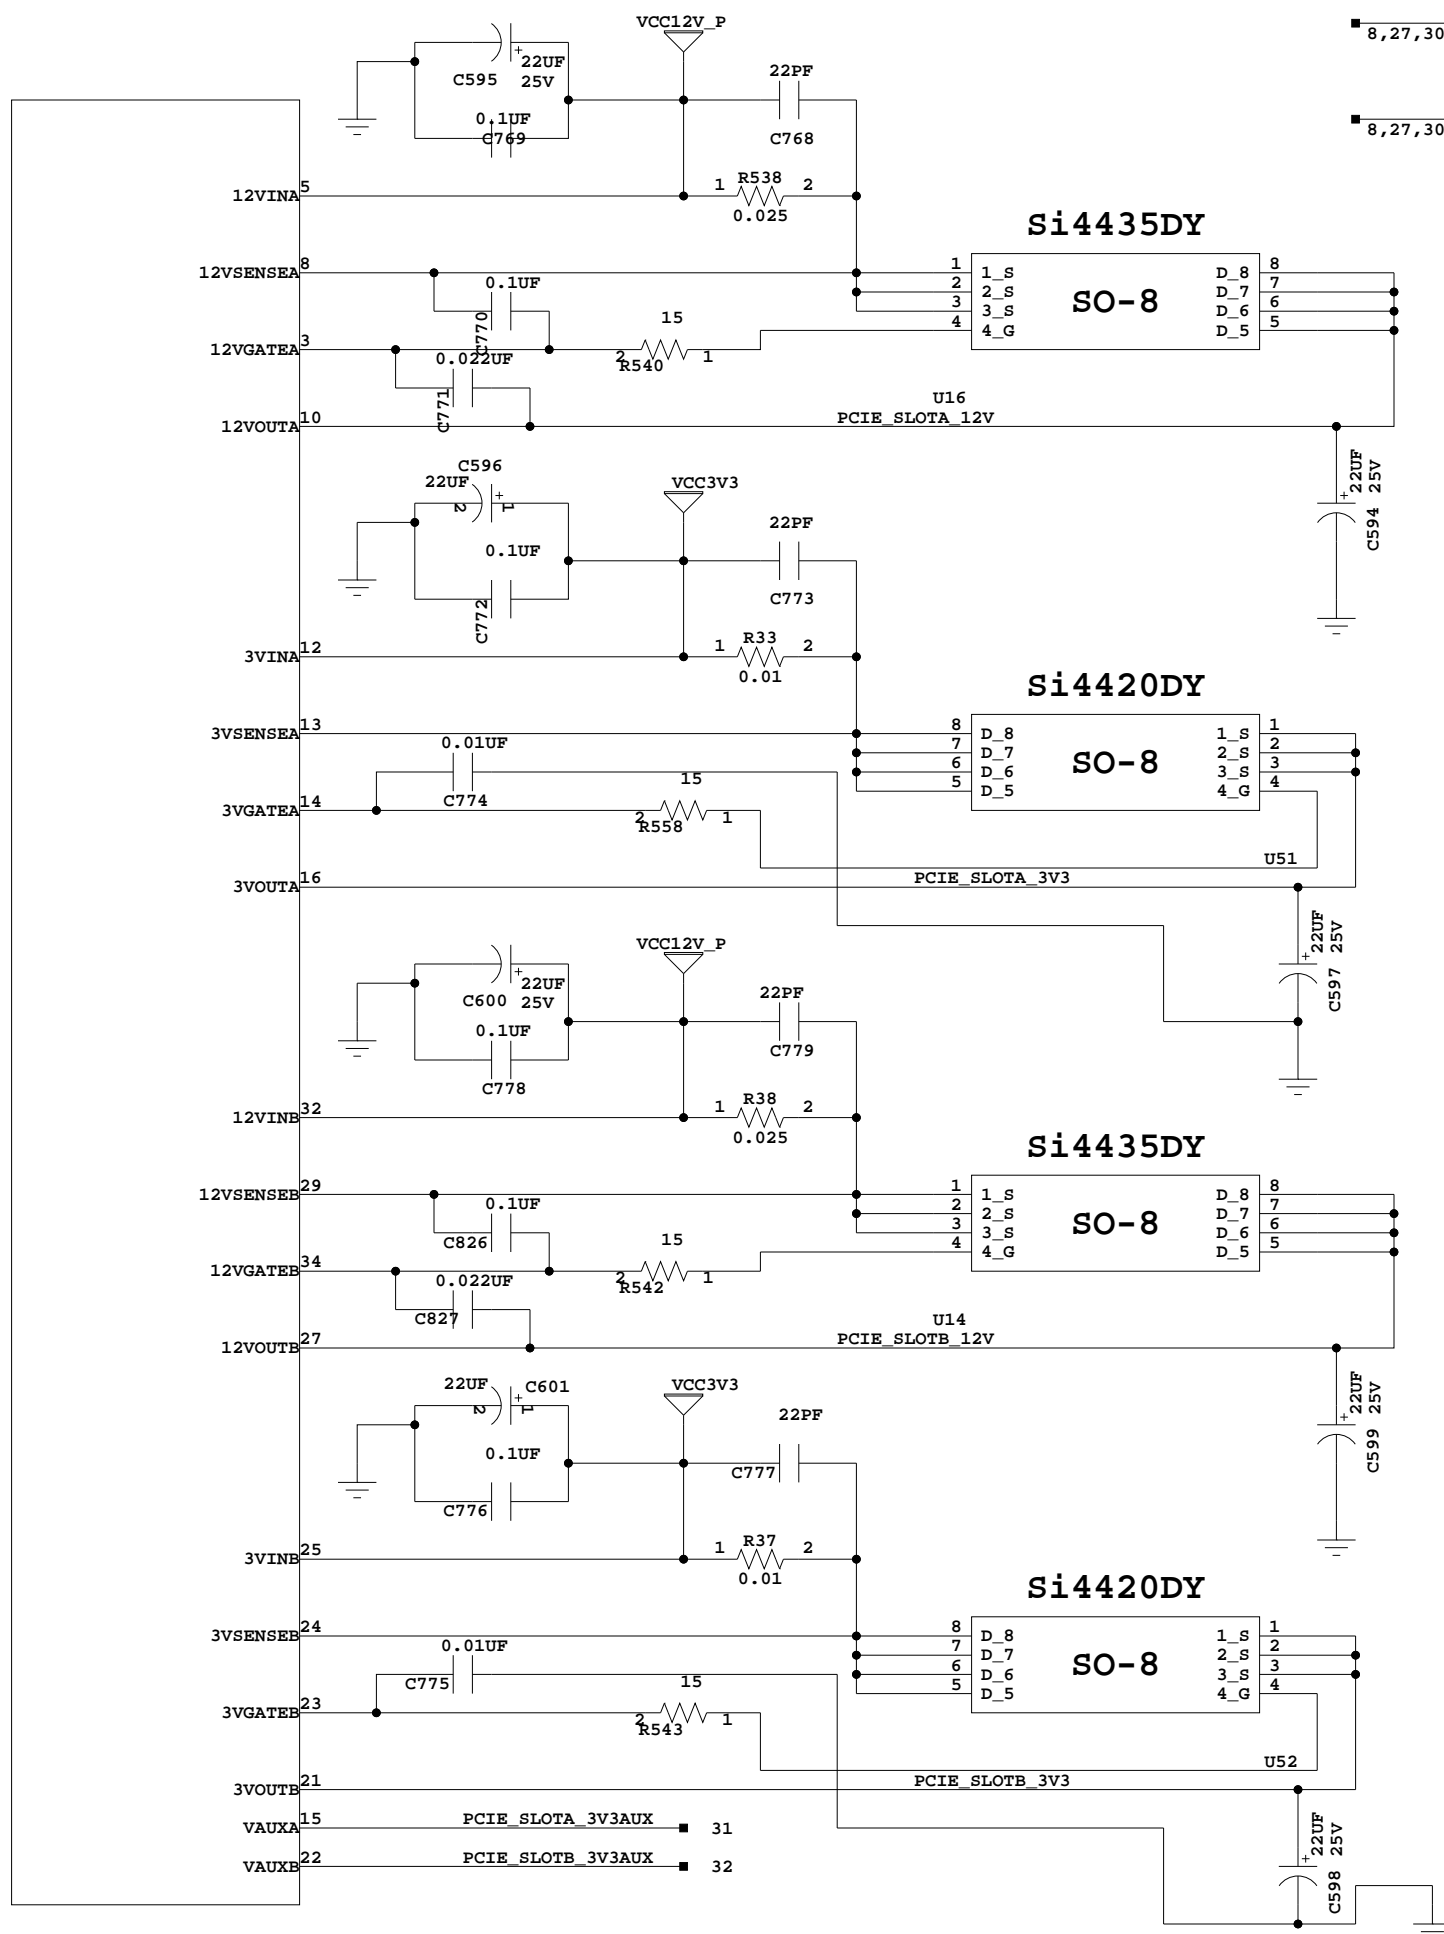 VCC12V_P
8,27,30
22UF
25V
C595
22PF
0.1UF
C769
C768
8,27,30
12VINA 5
1 R538 2
0.025
Si4435DY
12VSENSEA 8
0.1UF
C770
1 1_S D_8 8
2 2_S SO-8 D_7 7
3 3_S D_6 6
4 4_G D_5 5
15
12VGATEA 3
2 R540 1
0.022UF
C771
U16
12VOUTA 10
PCIE_SLOTA_12V
22UF
25V
C594
C596
22UF
2 1
VCC3V3
22PF
0.1UF
C772
C773
3VINA 12
1 R33 2
0.01
Si4420DY
3VSENSEA 13
8 D_8 1_S 1
7 D_7 SO-8 2_S 2
6 D_6 3_S 3
5 D_5 4_G 4
0.01UF
C774
15
3VGATEA 14
2 R558 1
U51
3VOUTA 16
PCIE_SLOTA_3V3
22UF
25V
C597
VCC12V_P
22UF
25V
C600
22PF
0.1UF
C778
C779
12VINB 32
1 R38 2
0.025
Si4435DY
12VSENSEB 29
0.1UF
C826
1 1_S D_8 8
2 2_S SO-8 D_7 7
3 3_S D_6 6
4 4_G D_5 5
15
12VGATEB 34
2 R542 1
0.022UF
C827
U14
12VOUTB 27
PCIE_SLOTB_12V
22UF
25V
C599
22UF C601
2 1
VCC3V3
22PF
0.1UF
C776
C777
3VINB 25
1 R37 2
0.01
Si4420DY
3VSENSEB 24
8 D_8 1_S 1
7 D_7 SO-8 2_S 2
6 D_6 3_S 3
5 D_5 4_G 4
0.01UF
C775
15
3VGATEB 23
2 R543 1
U52
3VOUTB 21
PCIE_SLOTB_3V3
22UF
25V
C598
VAUXA 15 PCIE_SLOTA_3V3AUX 31
VAUXB 22 PCIE_SLOTB_3V3AUX 32